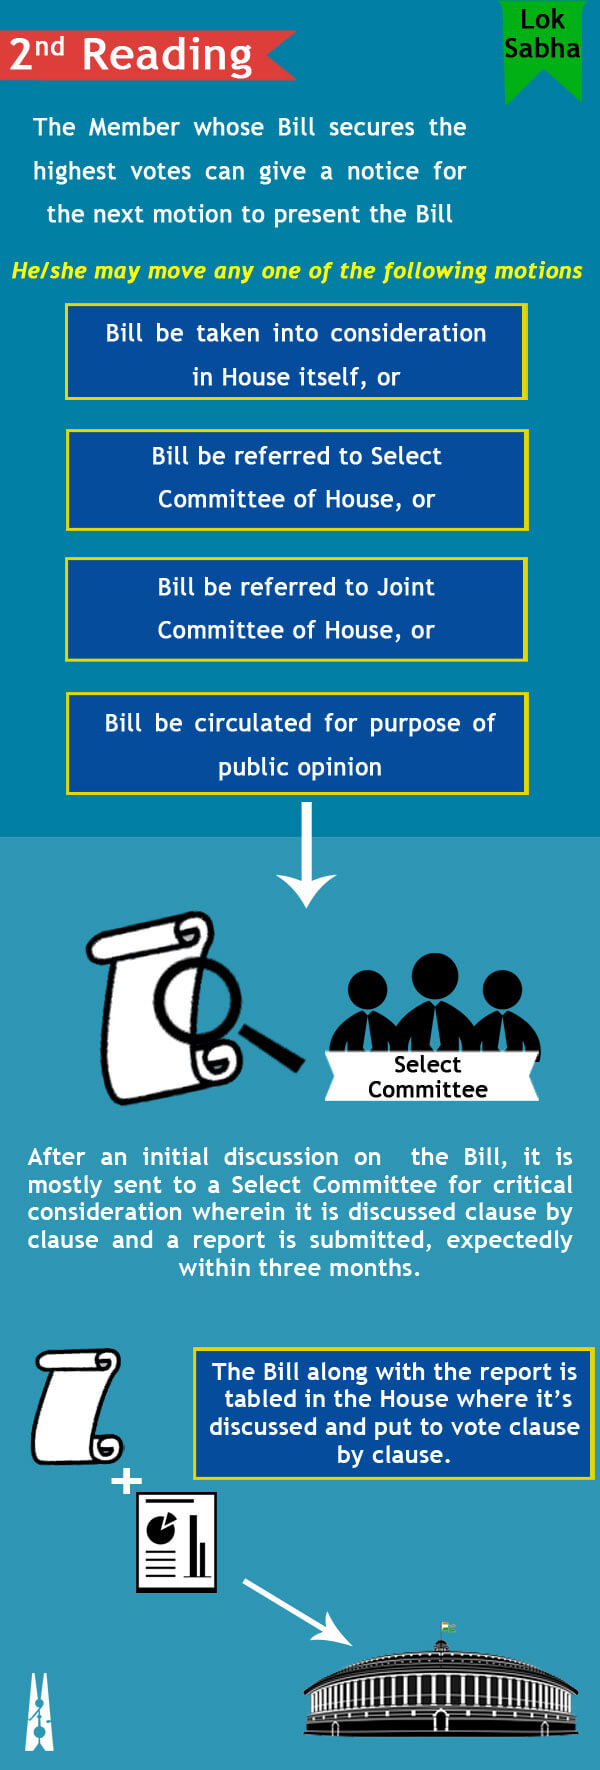 Lok
Sabha
2nd Reading
The Member whose Bill secures the
highest votes can give a notice for
the next motion to present the Bill
He/she may move any one of the following motions
Bill be taken into consideration
in House itself, or
Bill be referred to Select
Committee of House, or
Bill be referred to Joint
Committee of House, or
Bill be circulated for purpose of
public opinion
Select
Committee
After an initial discussion on the Bill, it is
mostly sent to a Select Committee for critical
consideration wherein it is discussed clause by
clause and a report is submitted, expectedly
within three months.
The Bill along with the report is
tabled in the House where it's
discussed and put to vote clause
by clause.
+